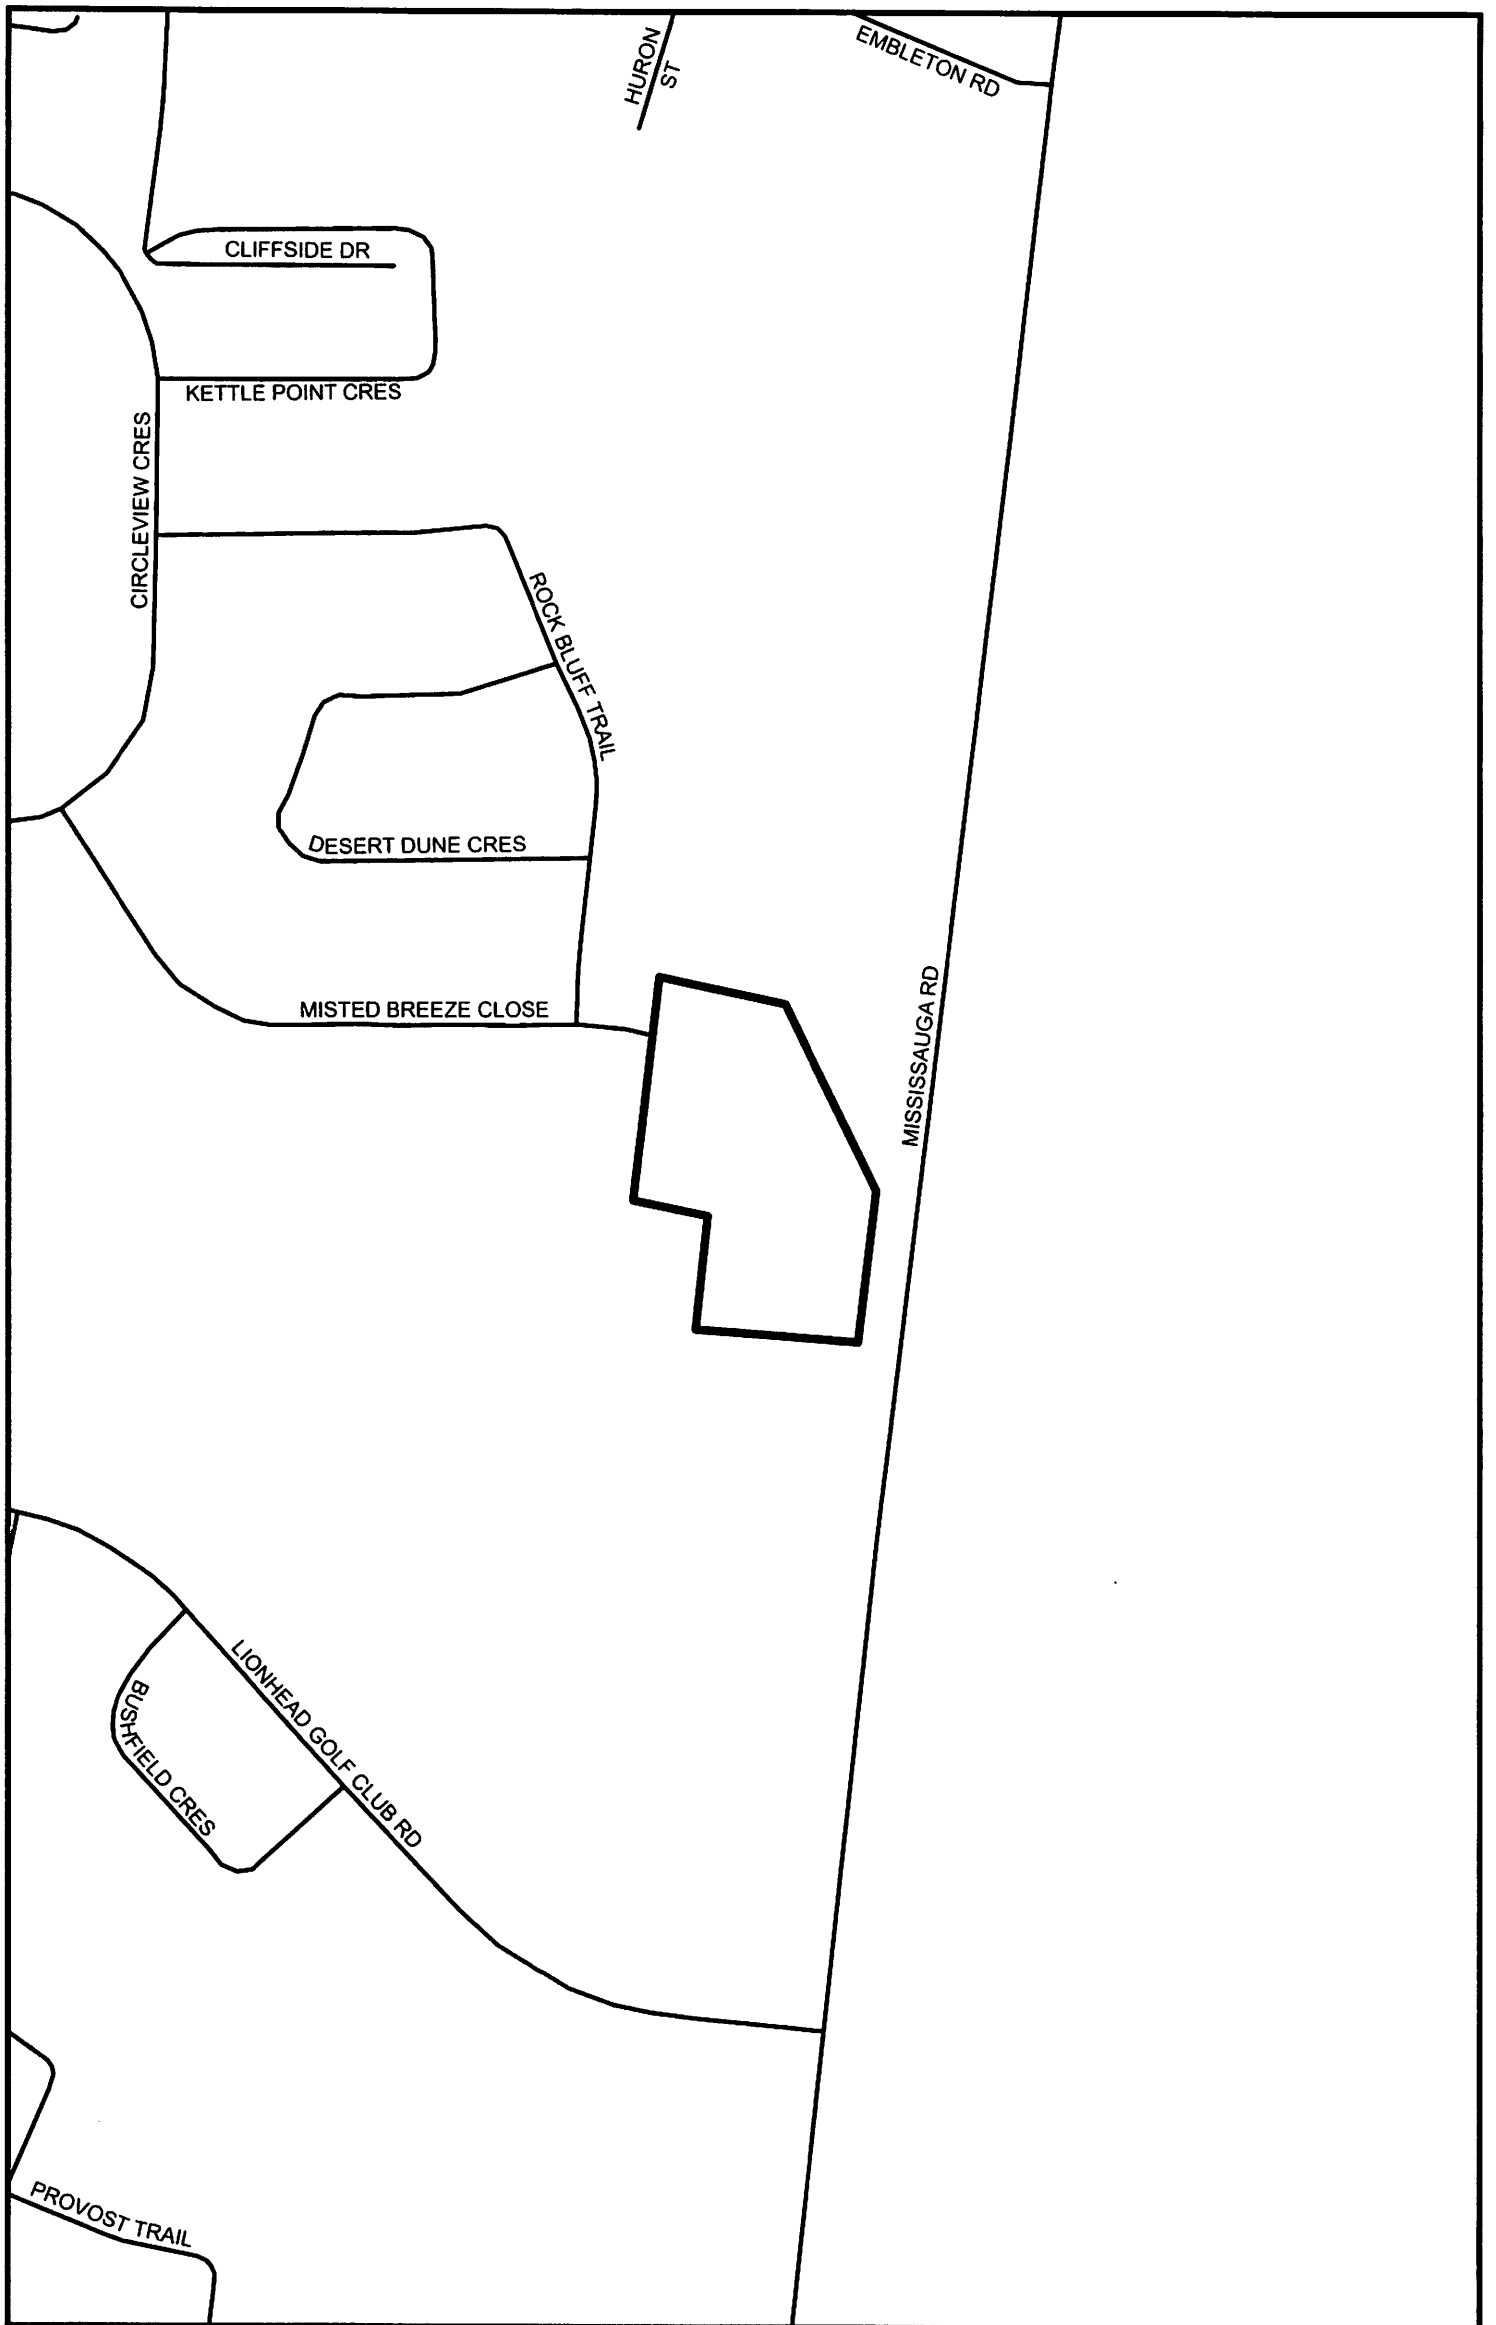 HURON
ST
EMBLETON RD
CLIFFSIDE DR
KETTLE POINT CRES
CIRCLEVIEW CRES
ROCK BLUFF TRAIL
DESERT DUNE CRES
MISTED BREEZE CLOSE
MISSISSAUGA RD
LIONHEAD GOLF CLUB RD
BUSHFIELD CRES
PROVOST TRAIL